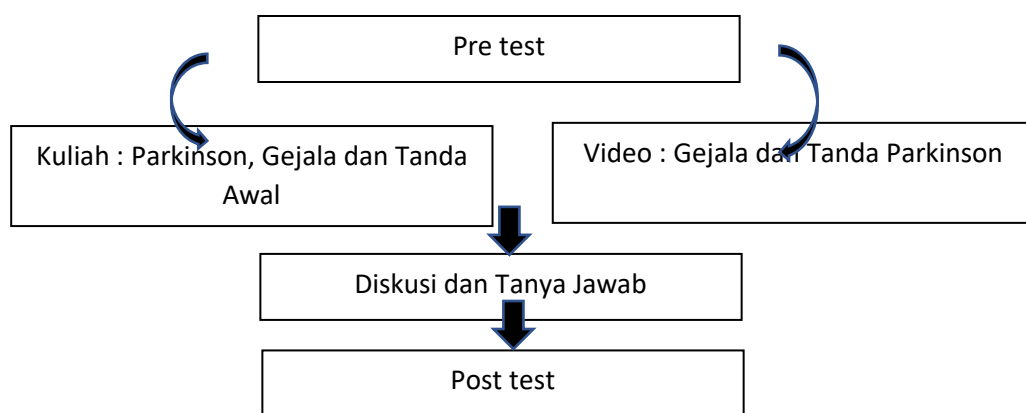 Pre test
Kuliah : Parkinson, Gejala dan Tanda
Awal
Video : Gejala dan Tanda Parkinson
Diskusi dan Tanya Jawab
Post test